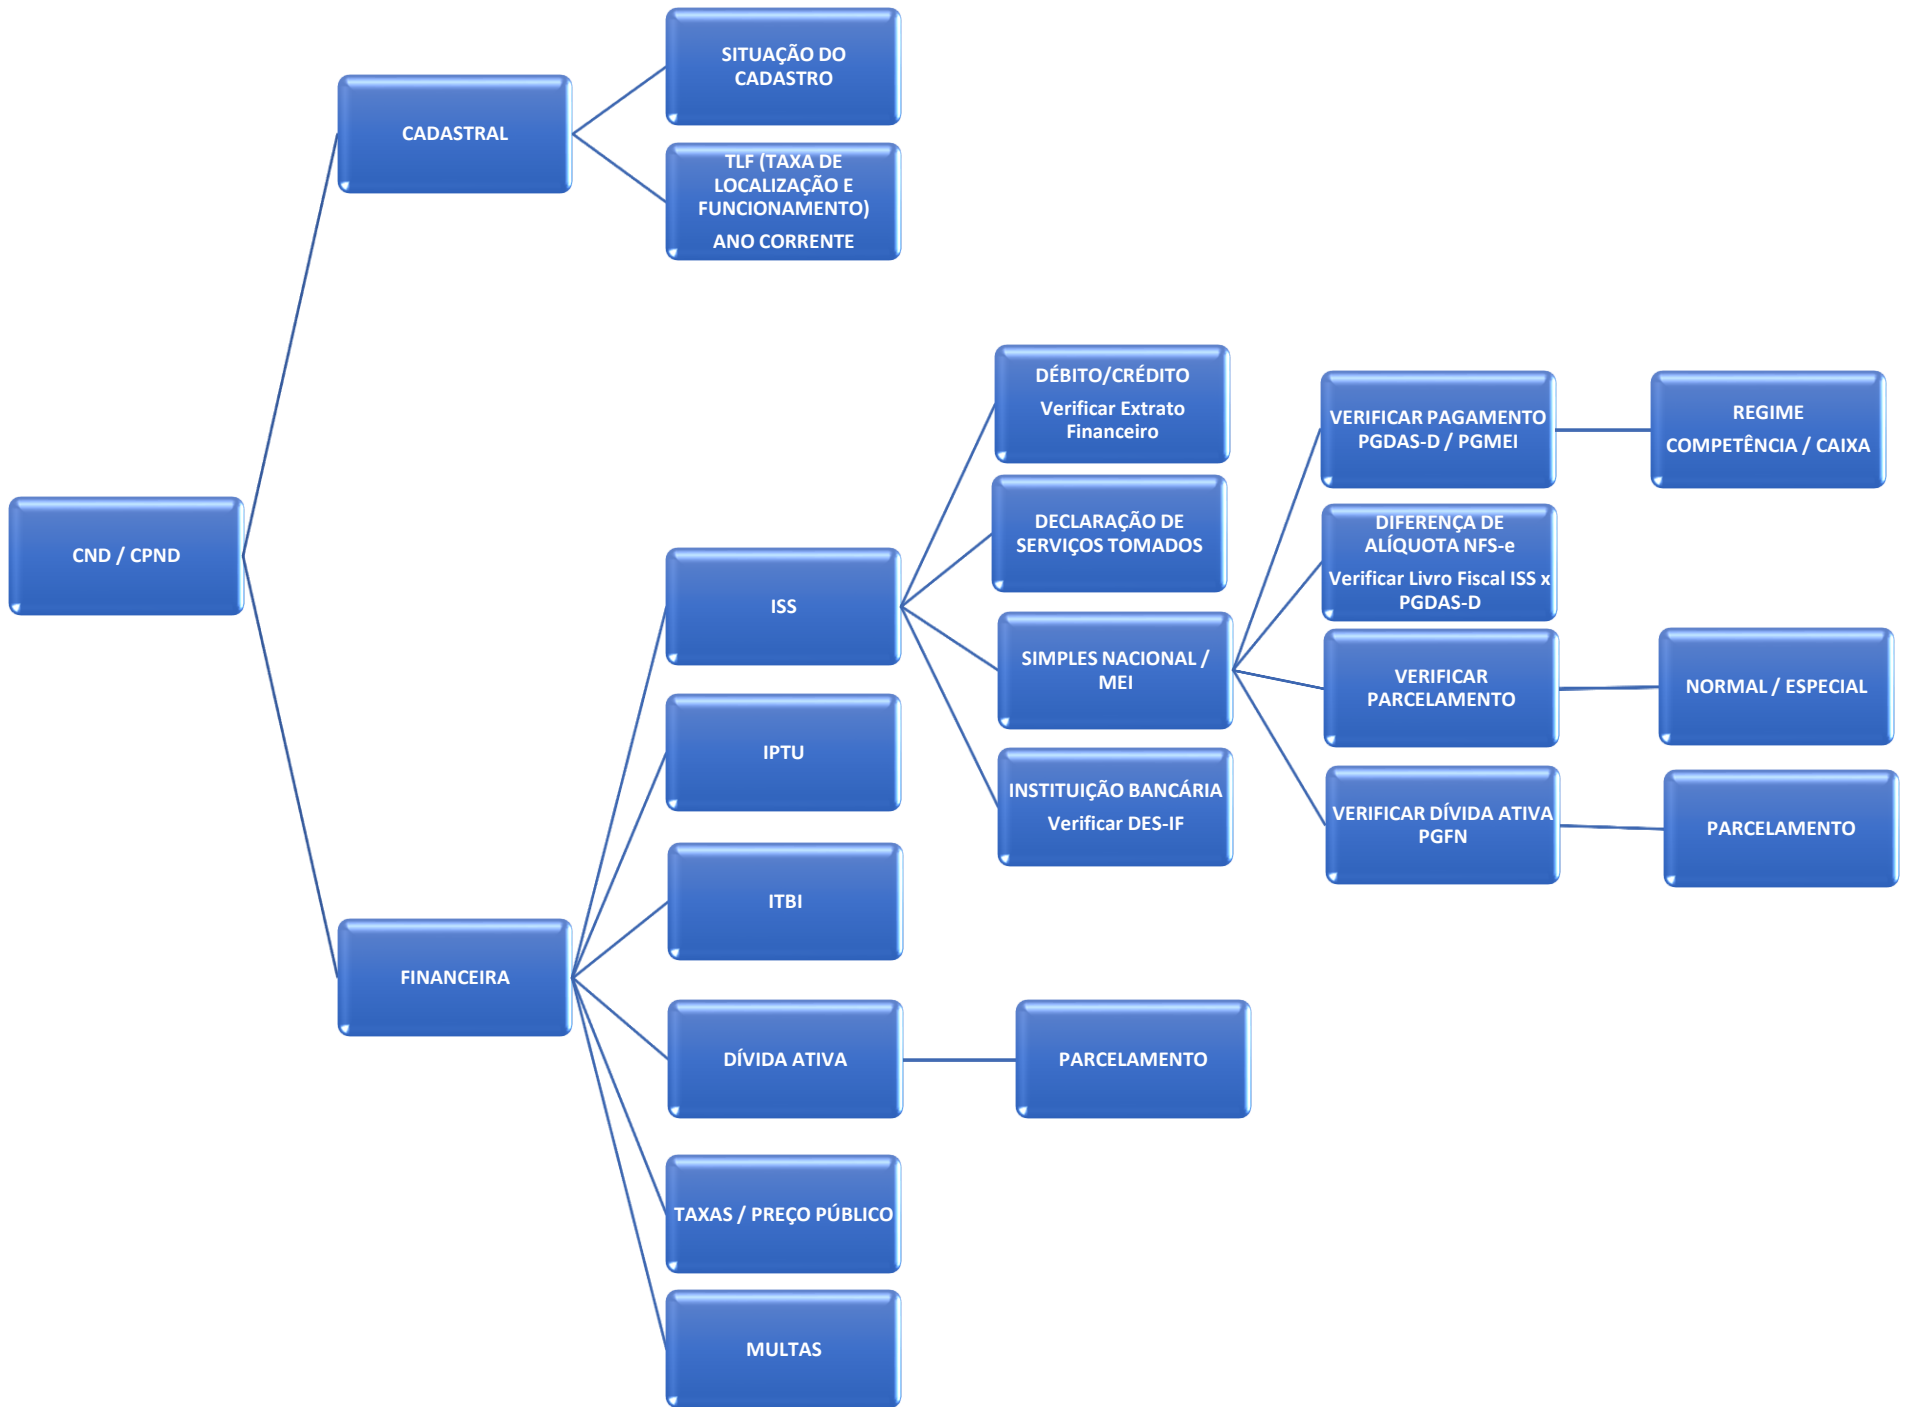 SITUAÇÃO DO
CADASTRO
CADASTRAL
TLF (TAXA DE
LOCALIZAÇÃO E
FUNCIONAMENTO)
ANO CORRENTE
CND / CPND
FINANCEIRA
ISS
IPTU
ITBI
DÍVIDA ATIVA
PARCELAMENTO
TAXAS / PREÇO PÚBLICO
MULTAS
DÉBITO/CRÉDITO
Verificar Extrato
Financeiro
DECLARAÇÃO DE
SERVIÇOS TOMADOS
SIMPLES NACIONAL /
MEI
INSTITUIÇÃO BANCÁRIA
Verificar DES-IF
VERIFICAR PAGAMENTO
PGDAS-D / PGMEI
REGIME
COMPETÊNCIA / CAIXA
DIFERENÇA DE
ALÍQUOTA NFS-e
Verificar Livro Fiscal ISS x
PGDAS-D
VERIFICAR
PARCELAMENTO
NORMAL / ESPECIAL
VERIFICAR DÍVIDA ATIVA
PGFN
PARCELAMENTO